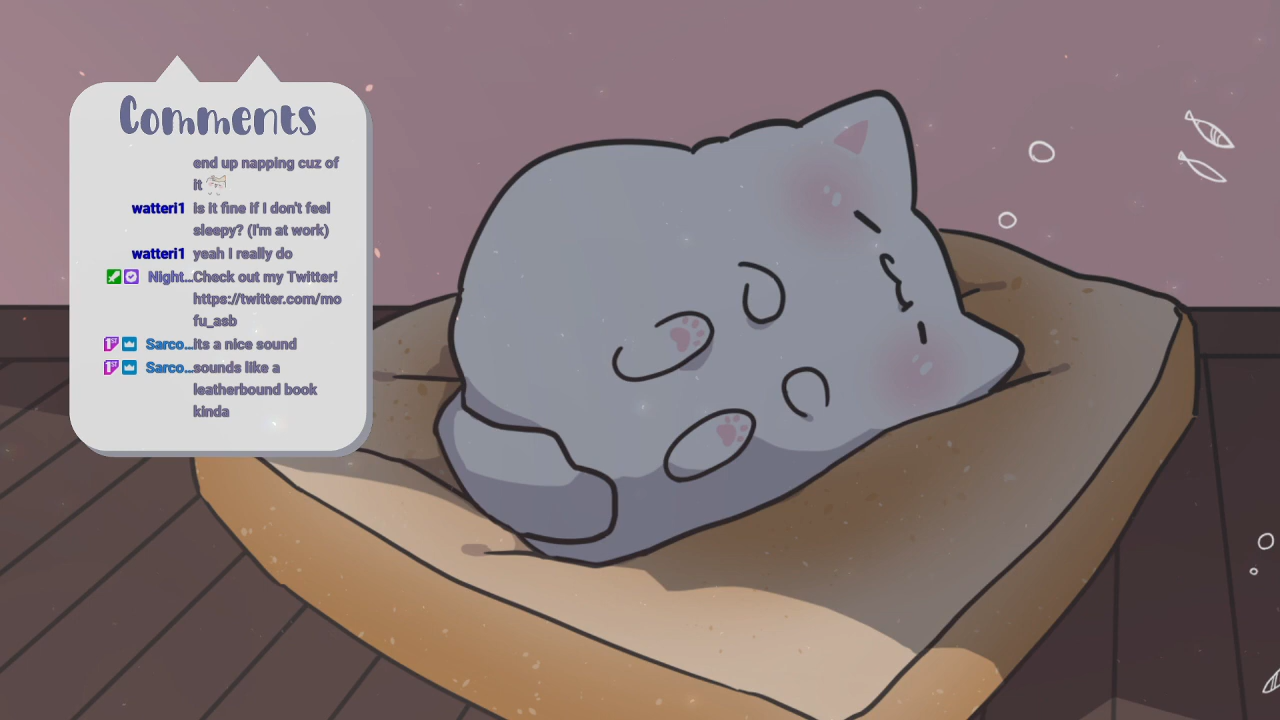 Comments
end up napping cuz of
it
watteri1 Is it fine if I don't feel
sleepy? (I'm at work)
watteri1 yeah I really do
Night... Check out my Twitter!
https://twitter.com/mo
fu_asb
1ST Sarco... its a nice sound
1ST Sarco... sounds like a
leatherbound book
kinda